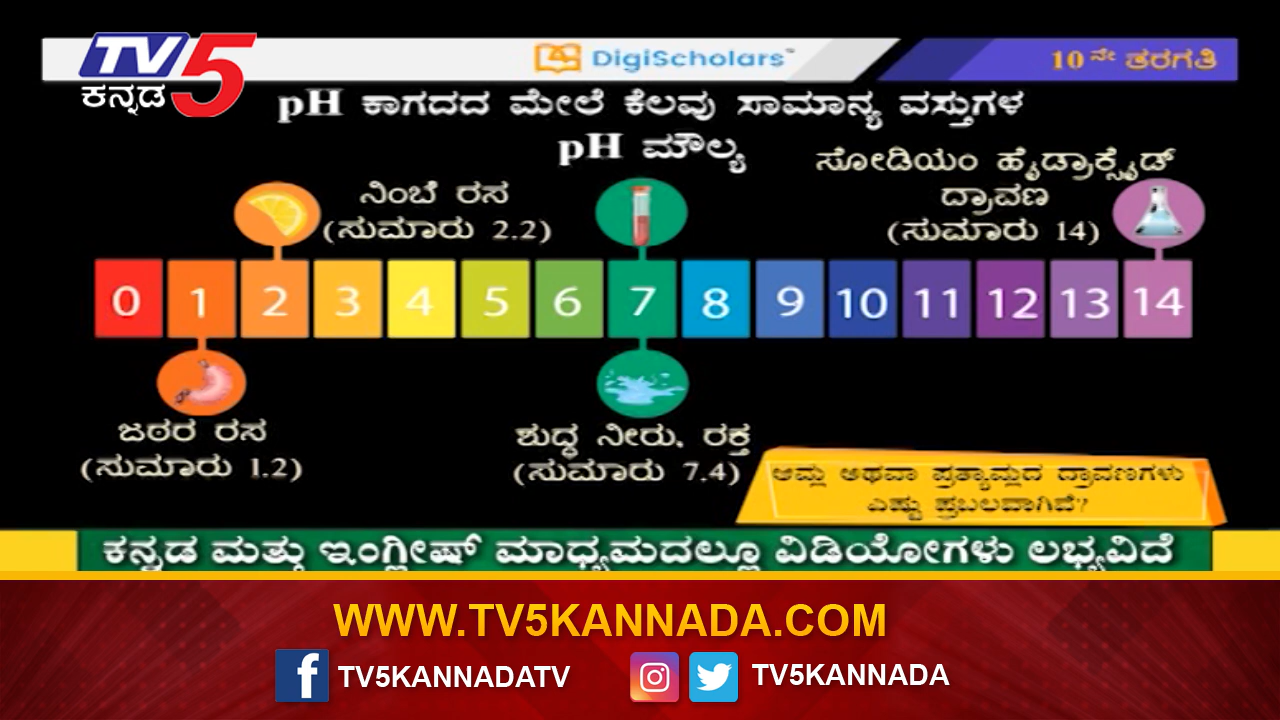 TV5
ಕನ್ನಡ
DigiScholars™
10ನೇ ತರಗತಿ
pH ಕಾಗದದ ಮೇಲೆ ಕೆಲವು ಸಾಮಾನ್ಯ ವಸ್ತುಗಳ
pH ಮೌಲ್ಯ
ಸೋಡಿಯಂ ಹೈಡ್ರಾಕ್ಸೈಡ್
ದ್ರಾವಣ
(ಸುಮಾರು 14)
ನಿಂಬೆ ರಸ
(ಸುಮಾರು 2.2)
0 1 2 3 4 5 6 7 8 9 10 11 12 13 14
ಜಠರ ರಸ
(ಸುಮಾರು 1.2)
ಶುದ್ಧ ನೀರು, ರಕ್ತ
(ಸುಮಾರು 7.4)
ಆಮ್ಲ ಅಥವಾ ಪ್ರತ್ಯಾಮ್ಲದ ದ್ರಾವಣಗಳು
ಎಷ್ಟು ಪ್ರಬಲವಾಗಿವೆ?
ಕನ್ನಡ ಮತ್ತು ಇಂಗ್ಲೀಷ್ ಮಾಧ್ಯಮದಲ್ಲೂ ವಿಡಿಯೋಗಳು ಲಭ್ಯವಿದೆ
WWW.TV5KANNADA.COM
TV5KANNADATV
TV5KANNADA